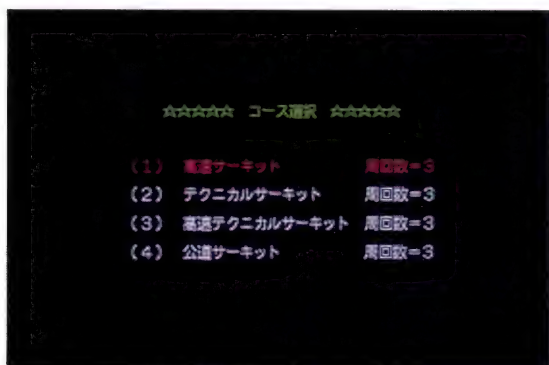 ☆☆☆☆☆ コース選択 ☆☆☆☆☆
(1) 高速サーキット 周回数=3
(2) テクニカルサーキット 周回数=3
(3) 高速テクニカルサーキット 周回数=3
(4) 公道サーキット 周回数=3